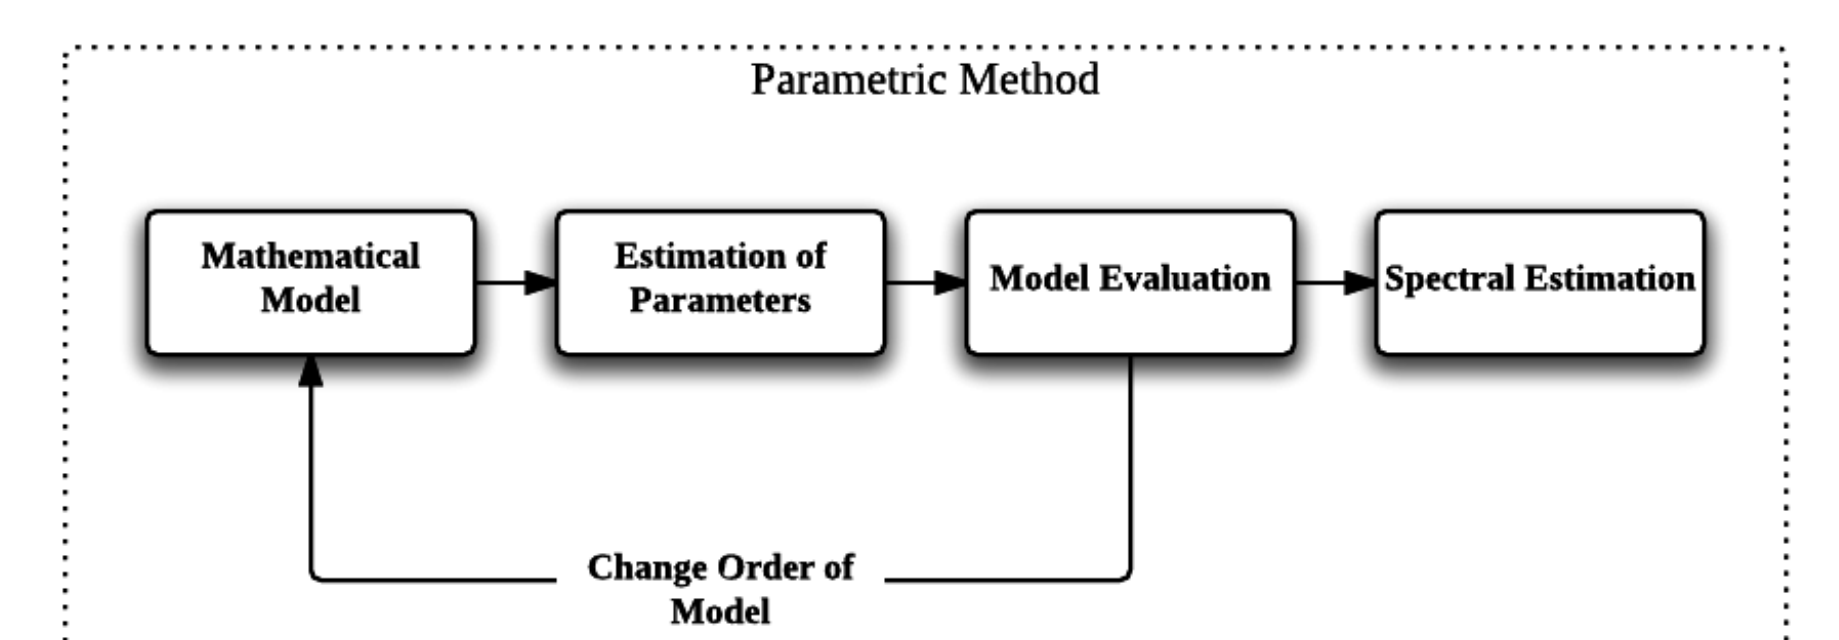 Parametric Method
Mathematical
Model
Estimation of
Parameters
Model Evaluation
Spectral Estimation
Change Order of
Model